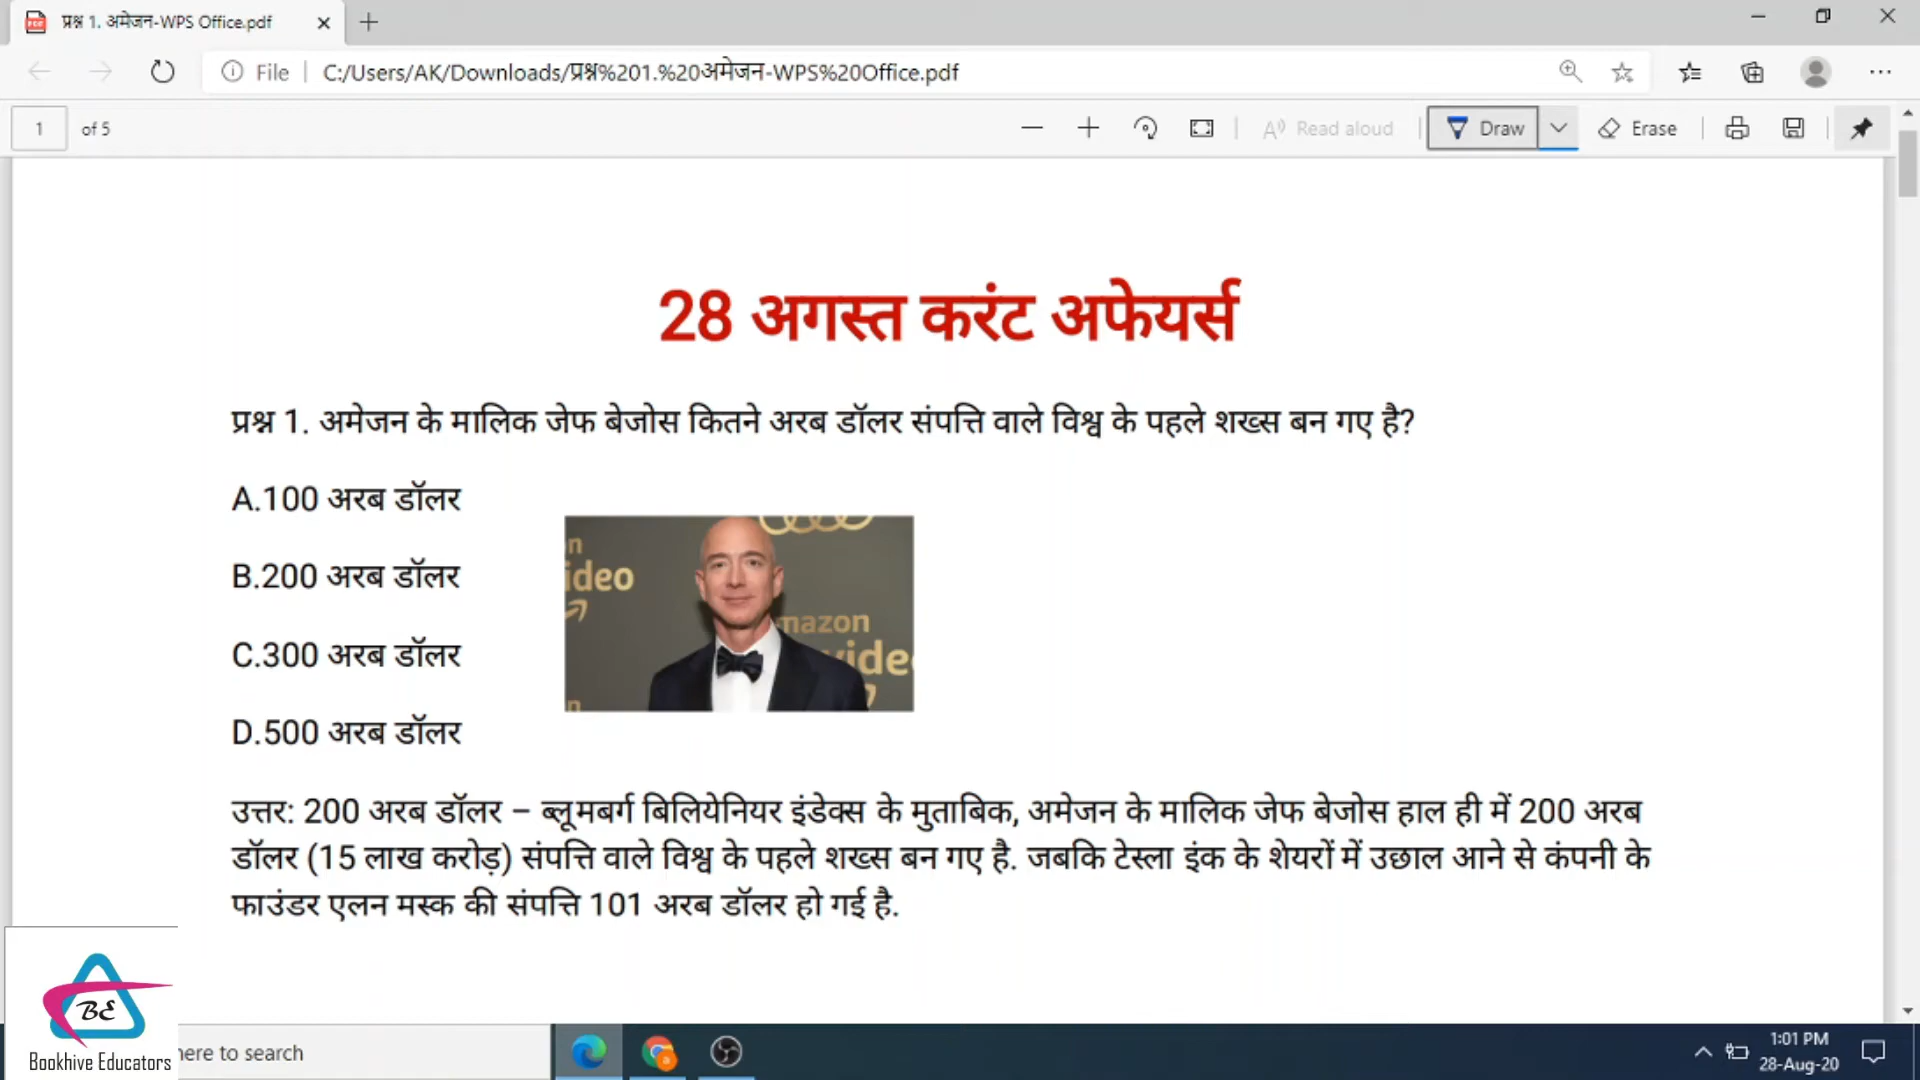 प्रश्न 1. अमेजन-WPS Office.pdf
File
C:/Users/AK/Downloads/प्रश्न%201.%20अमेजन-WPS%20Office.pdf
1 of 5
Read aloud
Draw
Erase
28 अगस्त करंट अफेयर्स
प्रश्न 1. अमेजन के मालिक जेफ बेजोस कितने अरब डॉलर संपत्ति वाले विश्व के पहले शख्स बन गए है?
A.100 अरब डॉलर
B.200 अरब डॉलर
C.300 अरब डॉलर
D.500 अरब डॉलर
n
ideo
mazon
vide
n
उत्तर: 200 अरब डॉलर – ब्लूमबर्ग बिलियेनियर इंडेक्स के मुताबिक, अमेजन के मालिक जेफ बेजोस हाल ही में 200 अरब
डॉलर (15 लाख करोड़) संपत्ति वाले विश्व के पहले शख्स बन गए है. जबकि टेस्ला इंक के शेयरों में उछाल आने से कंपनी के
फाउंडर एलन मस्क की संपत्ति 101 अरब डॉलर हो गई है.
BE
Bookhive Educators
here to search
1:01 PM
28-Aug-20